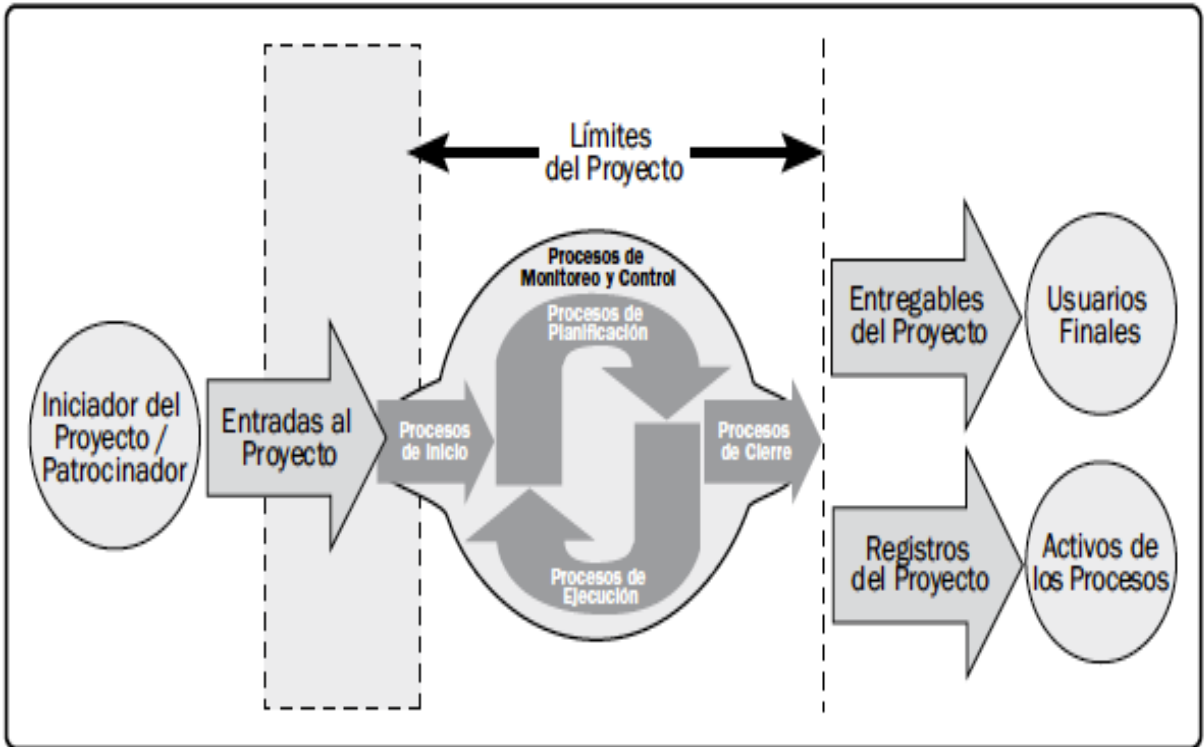 Límites
del Proyecto
Procesos de
Monitoreo y Control
Procesos de
Planificación
Iniciador del
Proyecto /
Patrocinador
Entradas al
Proyecto
Procesos
de Inicio
Procesos
de Cierre
Procesos de
Ejecución
Entregables
del Proyecto
Usuarios
Finales
Registros
del Proyecto
Activos de
los Procesos